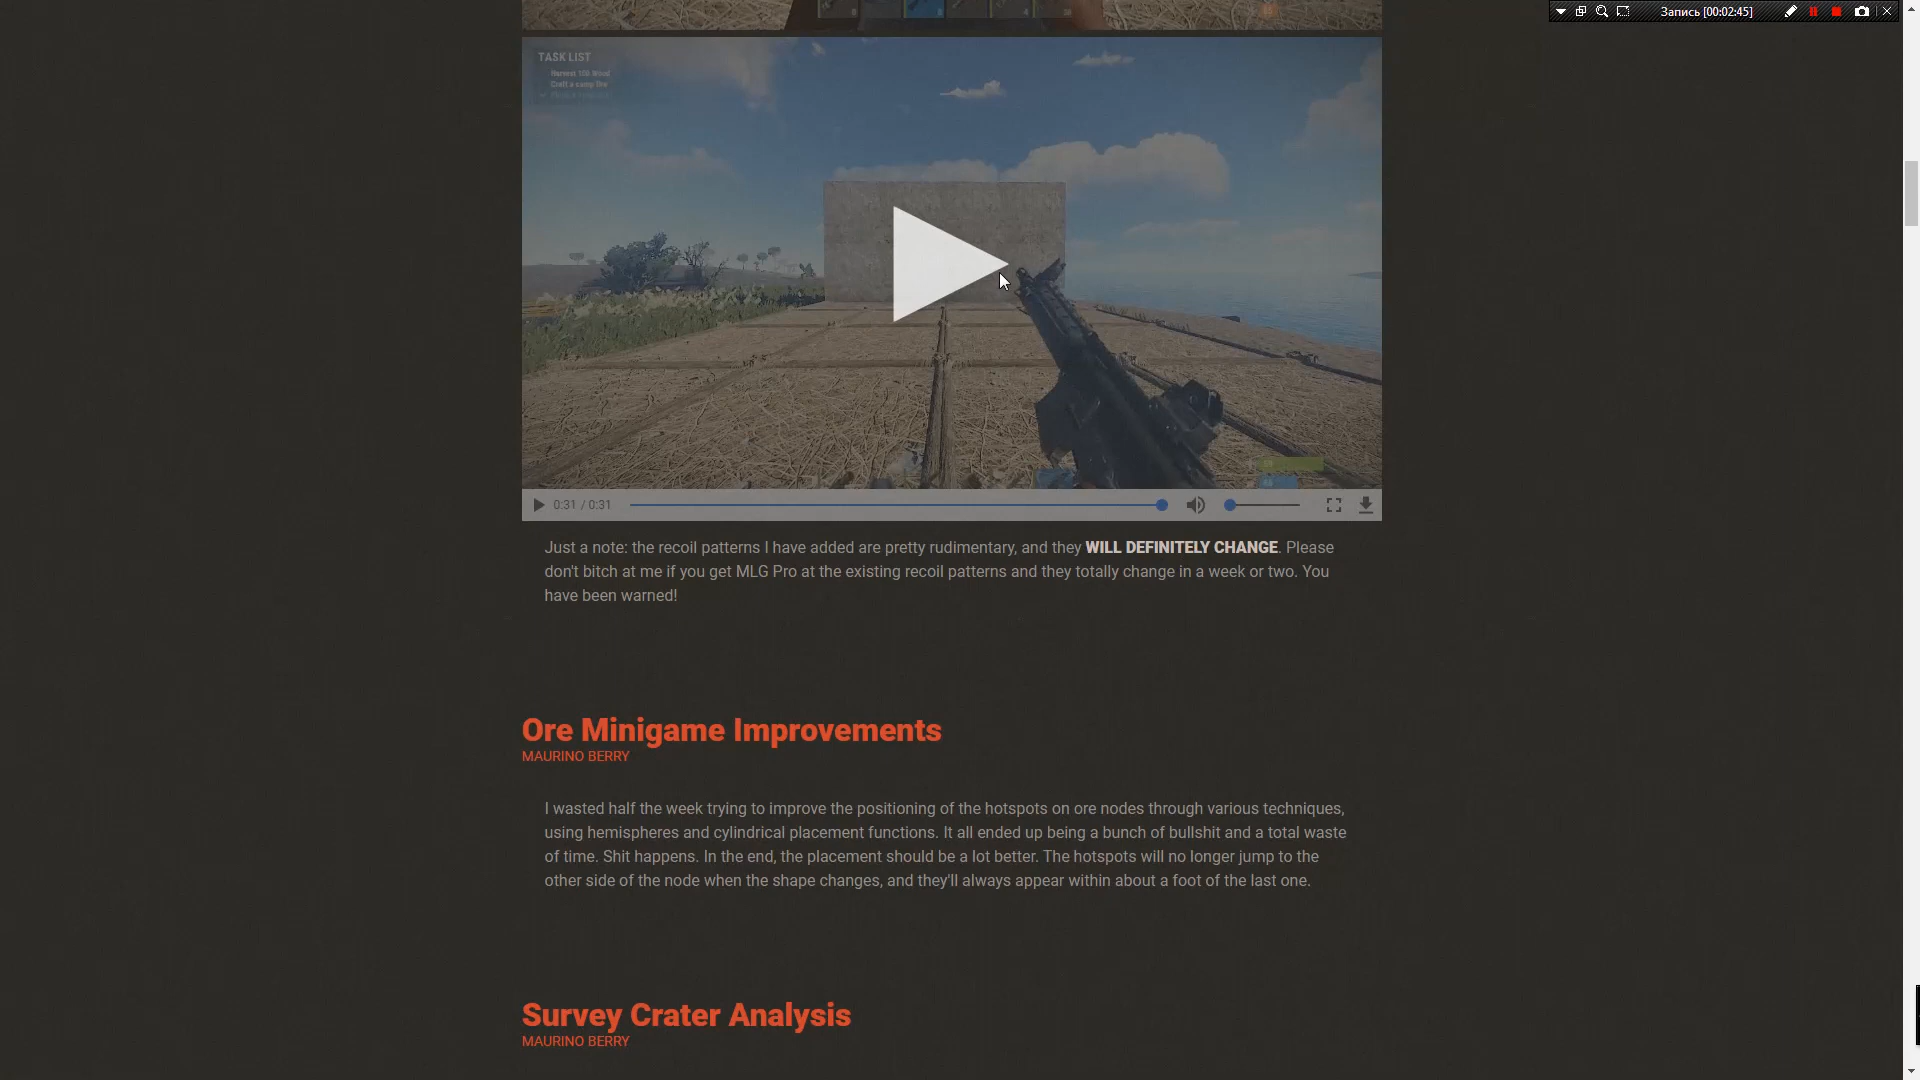 Запись [00:02:45]
TASK LIST
Harvest 100 Wood
Craft a camp fire
0:31 / 0:31
Just a note: the recoil patterns I have added are pretty rudimentary, and they WILL DEFINITELY CHANGE. Please
don't bitch at me if you get MLG Pro at the existing recoil patterns and they totally change in a week or two. You
have been warned!
Ore Minigame Improvements
MAURINO BERRY
I wasted half the week trying to improve the positioning of the hotspots on ore nodes through various techniques,
using hemispheres and cylindrical placement functions. It all ended up being a bunch of bullshit and a total waste
of time. Shit happens. In the end, the placement should be a lot better. The hotspots will no longer jump to the
other side of the node when the shape changes, and they'll always appear within about a foot of the last one.
Survey Crater Analysis
MAURINO BERRY